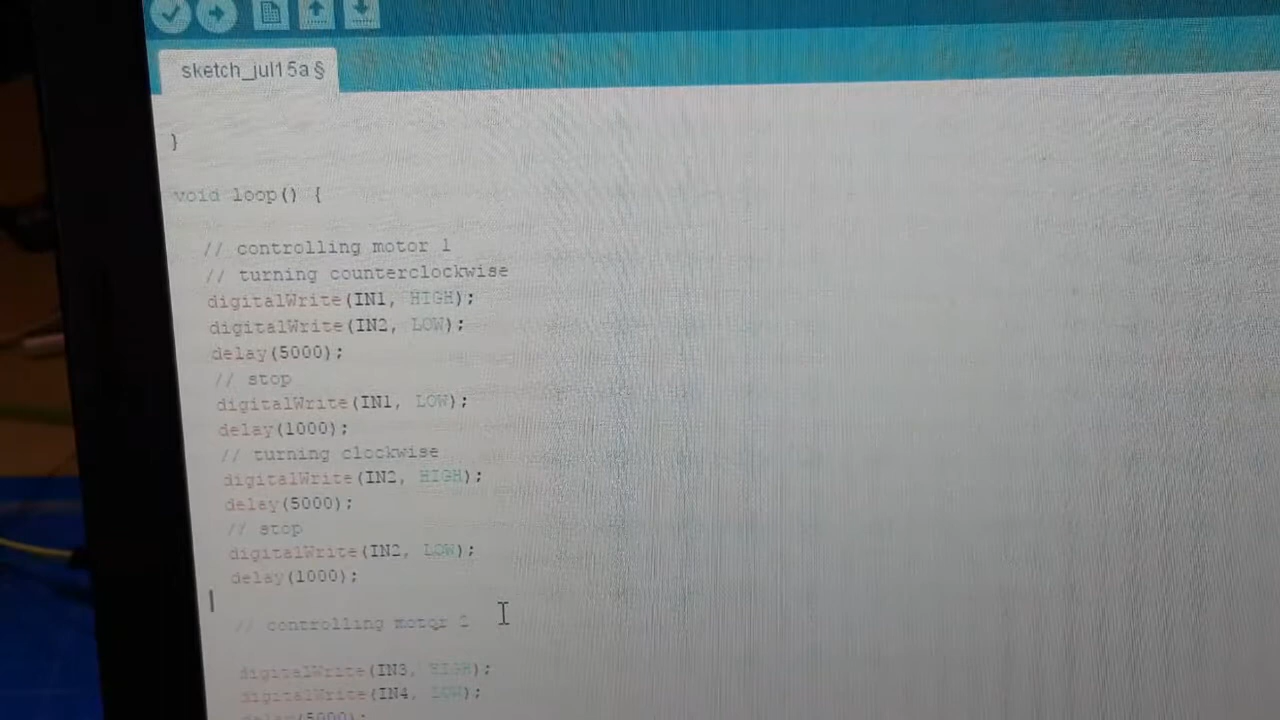 sketch_jul15a §
}
void loop() {
// controlling motor 1
// turning counterclockwise
digitalWrite(IN1, HIGH);
digitalWrite(IN2, LOW);
delay(5000);
// stop
digitalWrite(IN1, LOW);
delay(1000);
// turning clockwise
digitalWrite(IN2, HIGH);
delay(5000);
// stop
digitalWrite(IN2, LOW);
delay(1000);
// controlling motor
digitalWrite(IN3, HIGH);
digitalWrite(IN4, LOW);
delay(5000);